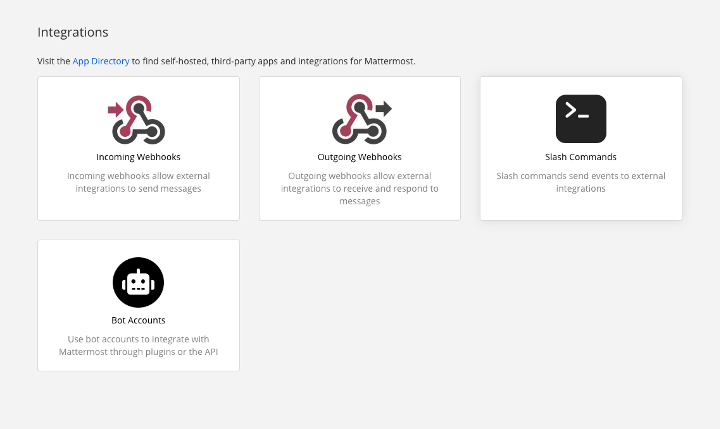 Integrations
Visit the App Directory to find self-hosted, third-party apps and integrations for Mattermost.
Incoming Webhooks
Incoming webhooks allow external
integrations to send messages
Outgoing Webhooks
Outgoing webhooks allow external
integrations to receive and respond to
messages
Slash Commands
Slash commands send events to external
integrations
Bot Accounts
Use bot accounts to integrate with
Mattermost through plugins or the API